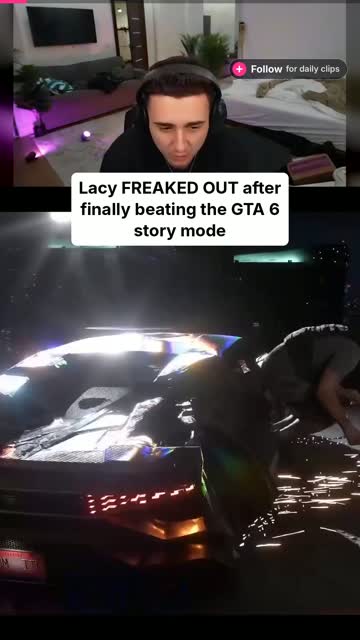 Follow for daily clips
Lacy FREAKED OUT after
finally beating the GTA 6
story mode